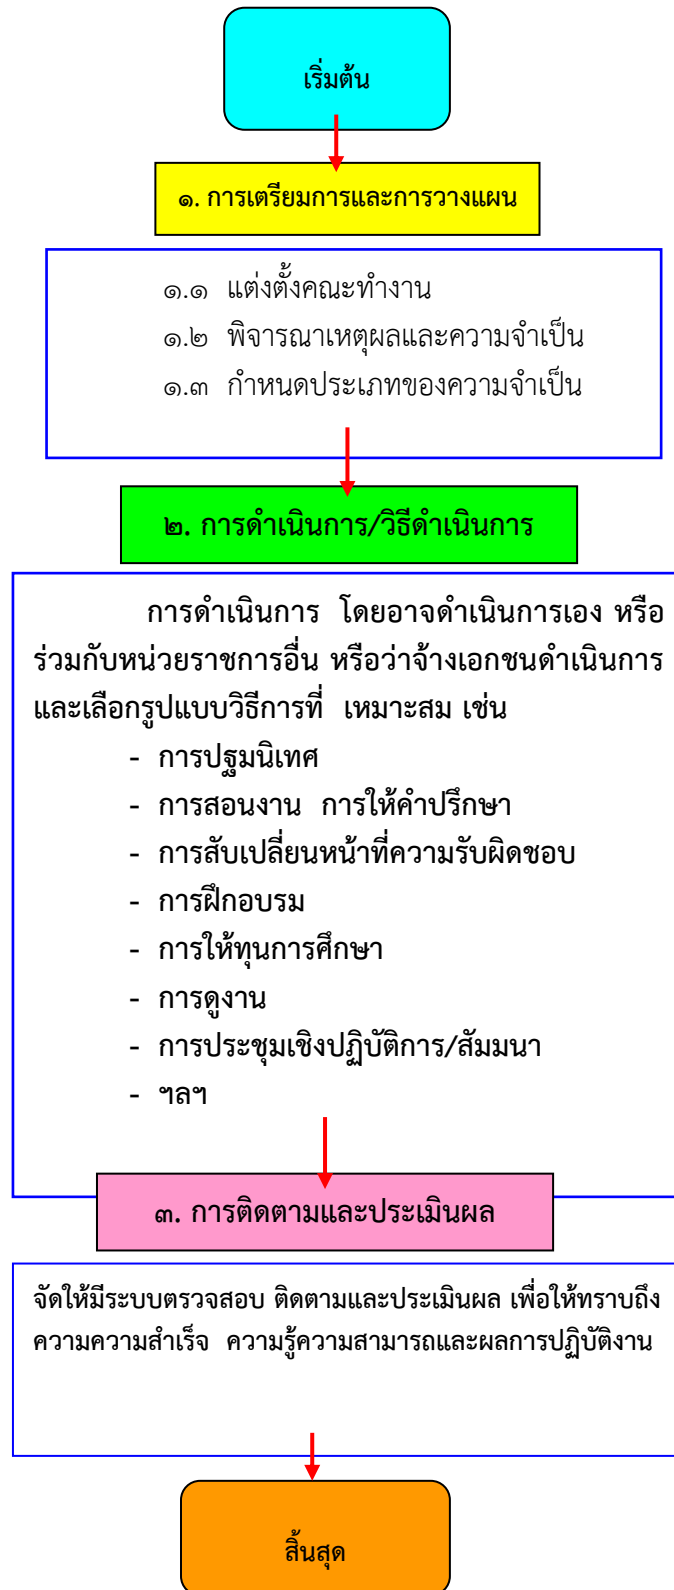 เริ่มต้น
๑. การเตรียมการและการวางแผน
๑.๑ แต่งตั้งคณะทำงาน
๑.๒ พิจารณาเหตุผลและความจำเป็น
๑.๓ กำหนดประเภทของความจำเป็น
๒. การดำเนินการ/วิธีดำเนินการ
การดำเนินการ โดยอาจดำเนินการเอง หรือ
ร่วมกับหน่วยราชการอื่น หรือว่าจ้างเอกชนดำเนินการ
และเลือกรูปแบบวิธีการที่ เหมาะสม เช่น
- การปฐมนิเทศ
- การสอนงาน การให้คำปรึกษา
- การสับเปลี่ยนหน้าที่ความรับผิดชอบ
- การฝึกอบรม
- การให้ทุนการศึกษา
- การดูงาน
- การประชุมเชิงปฏิบัติการ/สัมมนา
- ฯลฯ
๓. การติดตามและประเมินผล
จัดให้มีระบบตรวจสอบ ติดตามและประเมินผล เพื่อให้ทราบถึง
ความความสำเร็จ ความรู้ความสามารถและผลการปฏิบัติงาน
สิ้นสุด